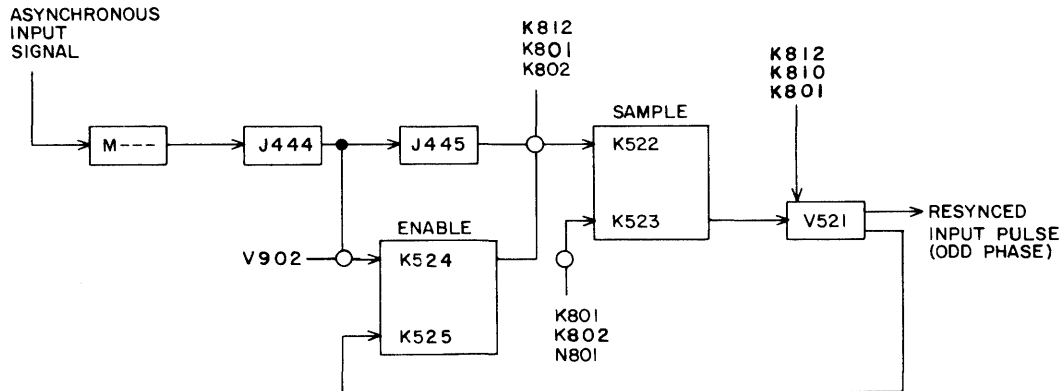 ASYNCHRONOUS
INPUT
SIGNAL
K812
K801
K802
K812
K810
K801
SAMPLE
M---
J444
J445
K522
K523
V521
RESYNCED
INPUT PULSE
(ODD PHASE)
ENABLE
V902
K524
K525
K801
K802
N801